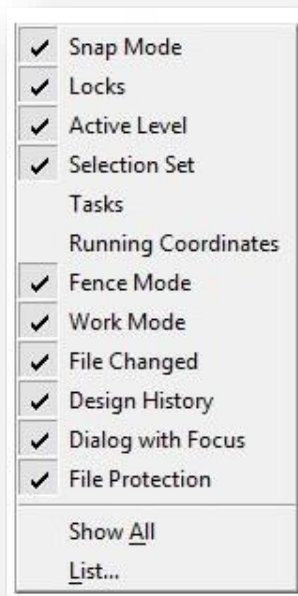 Snap Mode
Locks
Active Level
Selection Set
Tasks
Running Coordinates
Fence Mode
Work Mode
File Changed
Design History
Dialog with Focus
File Protection
Show All
List...